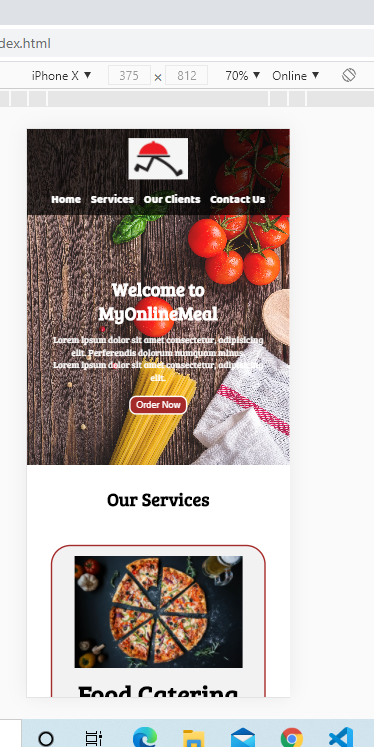 dex.html
iPhone X ▼ 375 × 812 70% ▼ Online ▼
Home Services Our Clients Contact Us
Welcome to
MyOnlineMeal
Lorem ipsum dolor sit amet consectetur, adipisicing
elit. Perferendis dolorum numquam minus.
Lorem ipsum dolor sit amet consectetur, adipisicing
elit.
Order Now
Our Services
Food Catering